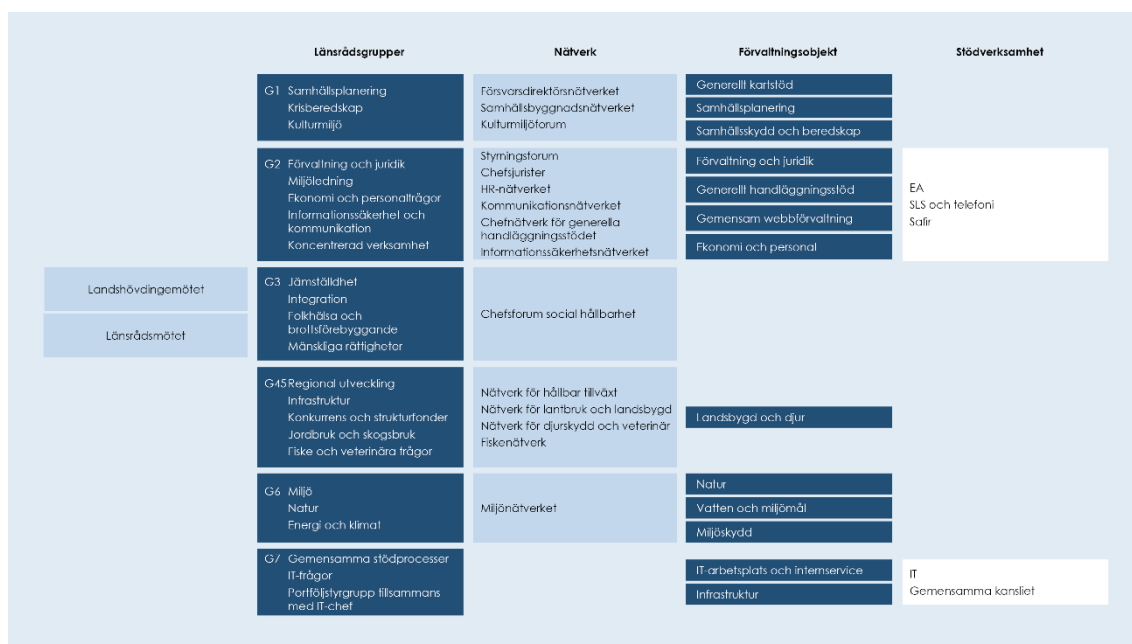 Länsrådsgrupper
Nätverk
Förvaltningsobjekt
Stödverksamhet
Landshövdingemötet
Länsrådsmötet
G1 Samhällsplanering
Krisberedskap
Kulturmiljö
Försvarsdirektörsnätverket
Samhällsbyggnadsnätverket
Kulturmiljöforum
Generellt kartstöd
Samhällsplanering
Samhällsskydd och beredskap
G2 Förvaltning och juridik
Miljöledning
Ekonomi och personalfrågor
Informationssäkerhet och
kommunikation
Koncentrerad verksamhet
Styrningsforum
Chefsjurister
HR-nätverket
Kommunikationsnätverket
Chefnätverk för generella
handläggningsstödet
Informationssäkerhetsnätverket
Förvaltning och juridik
Generellt handläggningsstöd
Gemensam webbförvaltning
Ekonomi och personal
EA
SLS och telefoni
Safir
G3 Jämställdhet
Integration
Folkhälsa och
brottsförebyggande
Mänskliga rättigheter
Chefsforum social hållbarhet
G45 Regional utveckling
Infrastruktur
Konkurrens och strukturfonder
Jordbruk och skogsbruk
Fiske och veterinära frågor
Nätverk för hållbar tillväxt
Nätverk för lantbruk och landsbygd
Nätverk för djurskydd och veterinär
Fiskenätverk
Landsbygd och djur
G6 Miljö
Natur
Energi och klimat
Miljönätverket
Natur
Vatten och miljömål
Miljöskydd
G7 Gemensamma stödprocesser
IT-frågor
Portföljstyrgrupp tillsammans
med IT-chef
IT-arbetsplats och internservice
Infrastruktur
IT
Gemensamma kansliet